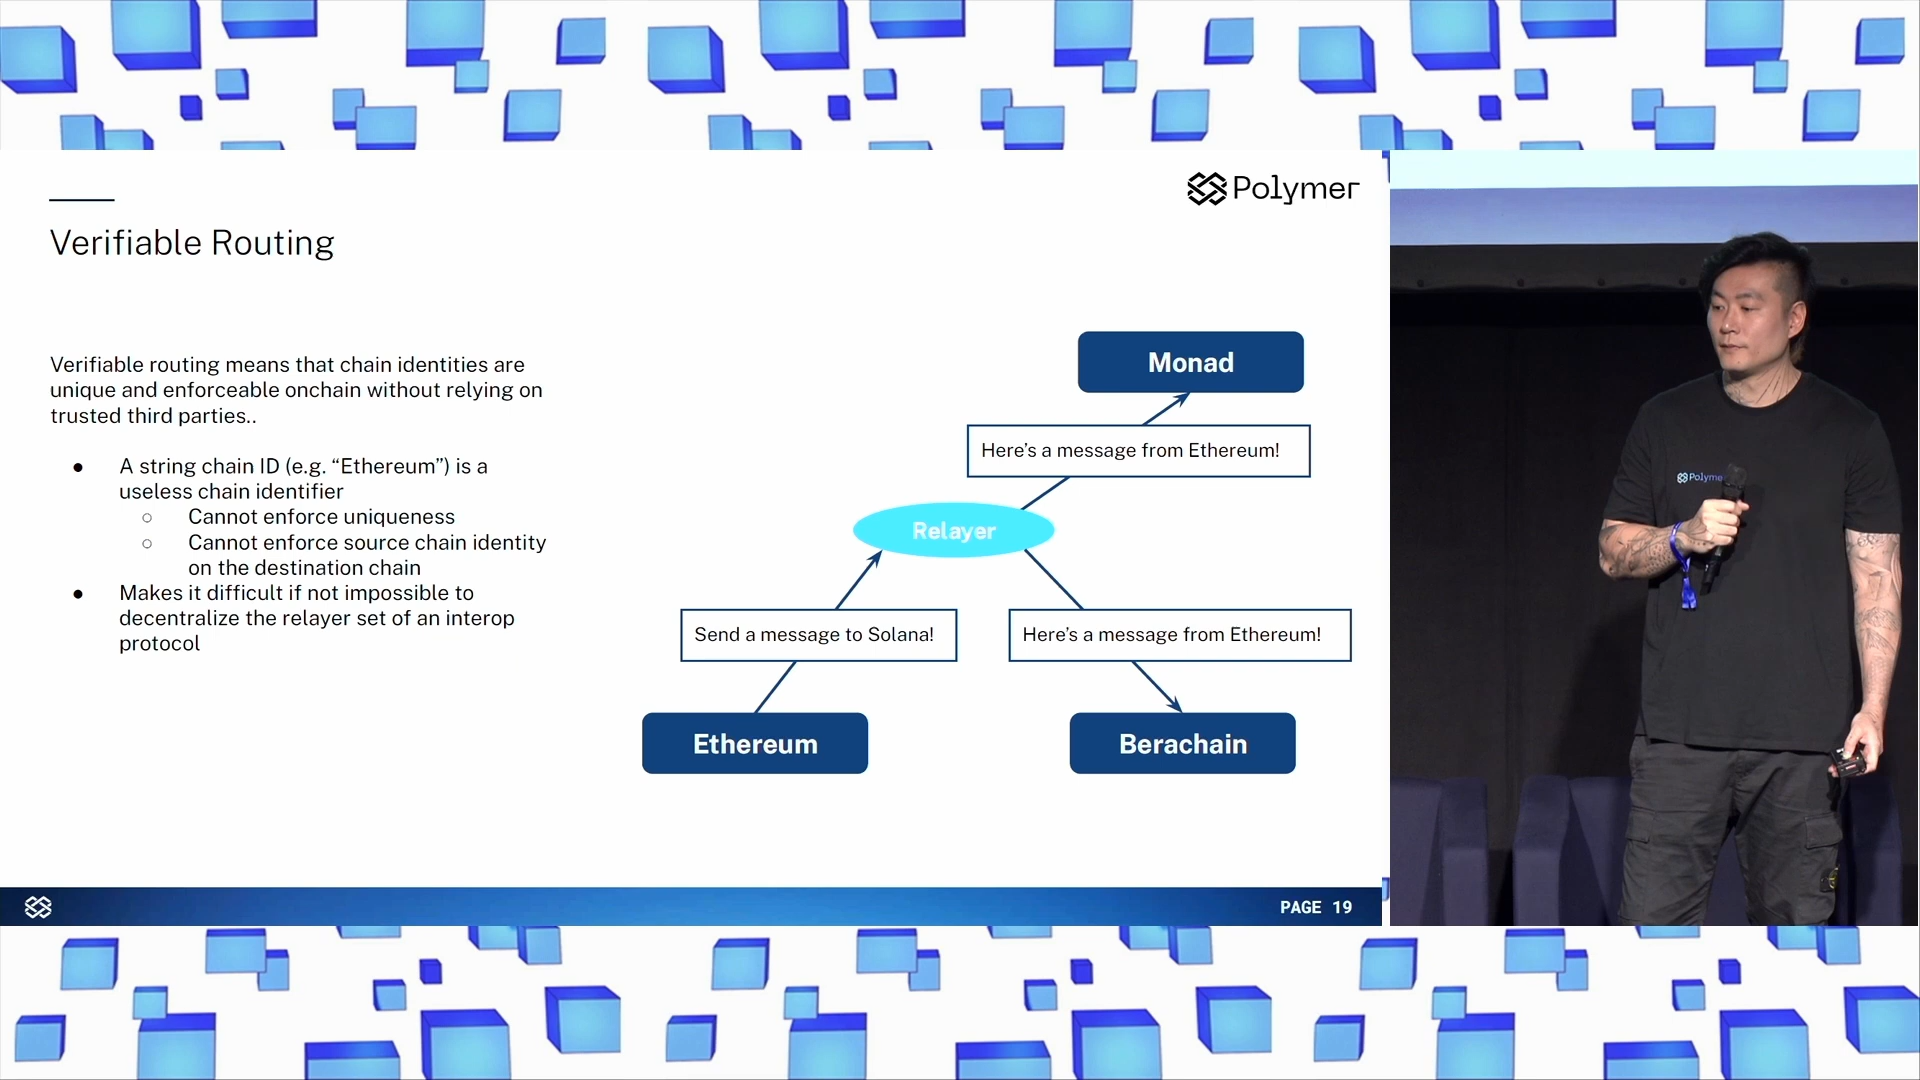 Polymer
Verifiable Routing
Verifiable routing means that chain identities are
unique and enforceable onchain without relying on
trusted third parties..
● A string chain ID (e.g. “Ethereum”) is a
useless chain identifier
○ Cannot enforce uniqueness
○ Cannot enforce source chain identity
on the destination chain
● Makes it difficult if not impossible to
decentralize the relayer set of an interop
protocol
Monad
Here’s a message from Ethereum!
Relayer
Send a message to Solana!
Here’s a message from Ethereum!
Ethereum
Berachain
PAGE 19
Polyme